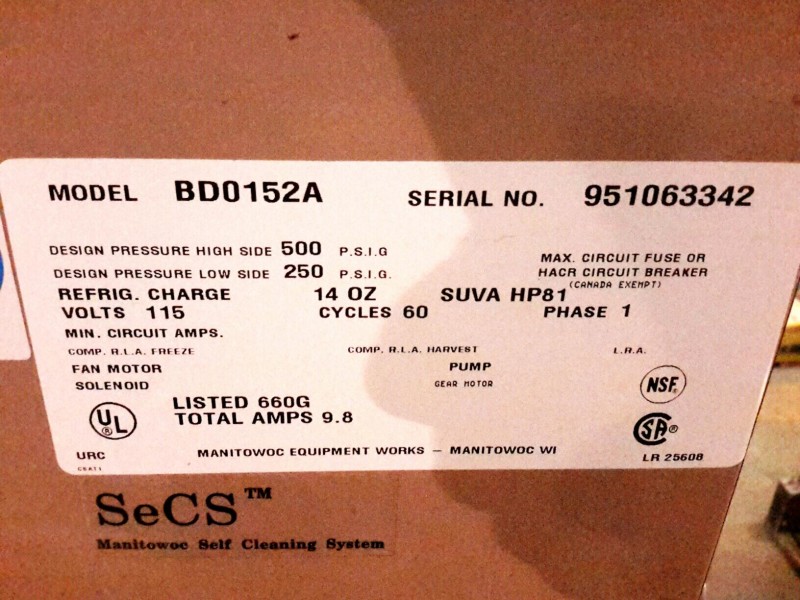 MODEL BD0152A SERIAL NO. 951063342
DESIGN PRESSURE HIGH SIDE 500 P.S.I.G
DESIGN PRESSURE LOW SIDE 250 P.S.I.G.
MAX. CIRCUIT FUSE OR
HACR CIRCUIT BREAKER
(CANADA EXEMPT)
REFRIG. CHARGE 14 OZ SUVA HP81
VOLTS 115 CYCLES 60 PHASE 1
MIN. CIRCUIT AMPS.
COMP. R.L.A. FREEZE COMP. R.L.A. HARVEST L.R.A.
FAN MOTOR PUMP
SOLENOID GEAR MOTOR
NSF®
UL LISTED 660G
TOTAL AMPS 9.8
SA®
URC MANITOWOC EQUIPMENT WORKS – MANITOWOC WI LR 25608
SeCS™
Manitowoc Self Cleaning System